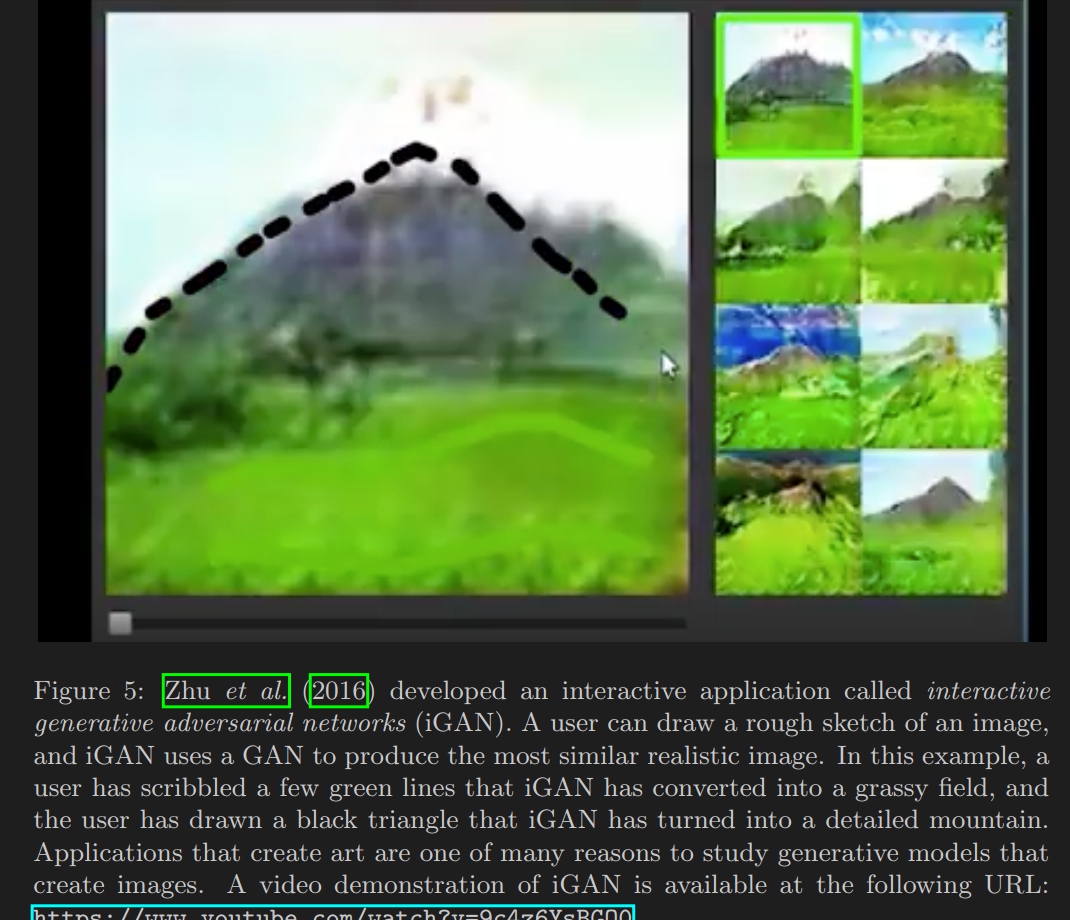 Figure 5: Zhu et al. (2016) developed an interactive application called interactive
generative adversarial networks (iGAN). A user can draw a rough sketch of an image,
and iGAN uses a GAN to produce the most similar realistic image. In this example, a
user has scribbled a few green lines that iGAN has converted into a grassy field, and
the user has drawn a black triangle that iGAN has turned into a detailed mountain.
Applications that create art are one of many reasons to study generative models that
create images. A video demonstration of iGAN is available at the following URL: